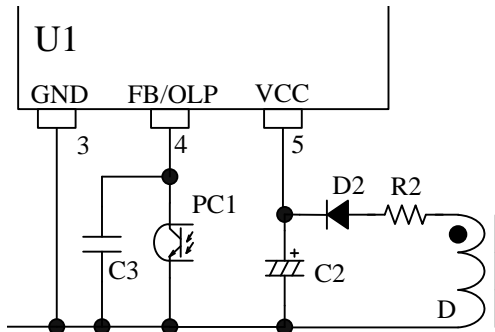 U1
GND FB/OLP VCC
3 4 5
D2 R2
PC1
C3 C2
+
D